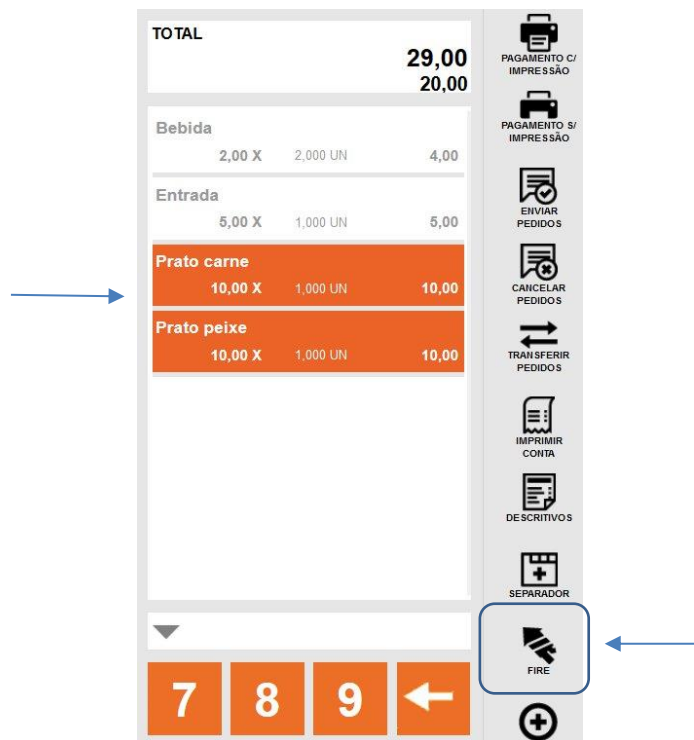 TOTAL
29,00
20,00
Bebida
2,00 X 2,000 UN 4,00
Entrada
5,00 X 1,000 UN 5,00
Prato carne
10,00 X 1,000 UN 10,00
Prato peixe
10,00 X 1,000 UN 10,00
7 8 9
PAGAMENTO C/
IMPRESSÃO
PAGAMENTO S/
IMPRESSÃO
ENVIAR
PEDIDOS
CANCELAR
PEDIDOS
TRANSFERIR
PEDIDOS
IMPRIMIR
CONTA
DESCRITIVOS
SEPARADOR
FIRE